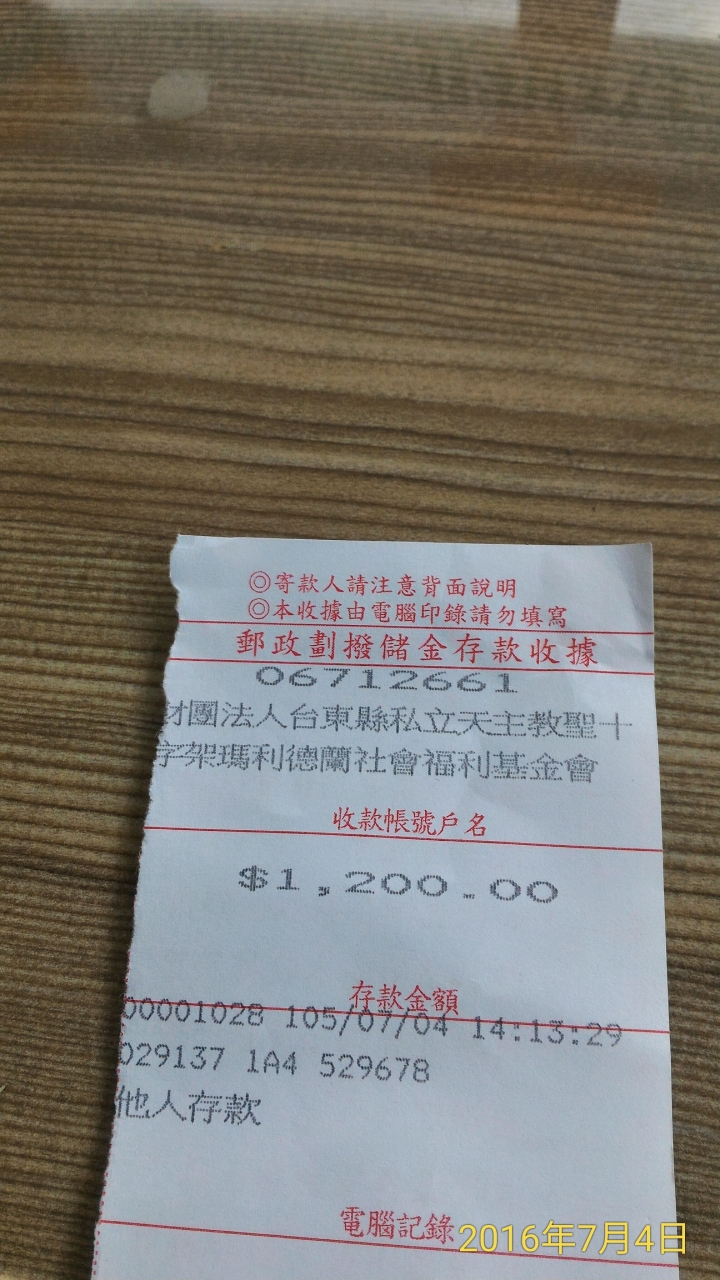 ◎寄款人請注意背面說明
◎本收據由電腦印錄請勿填寫
郵政劃撥儲金存款收據
06712661
財團法人台東縣私立天主教聖十
字架瑪利德蘭社會福利基金會
收款帳號戶名
$1,200.00
存款金額
00001028 105/07/04 14:13:29
029137 1A4 529678
他人存款
電腦記錄
2016年7月4日